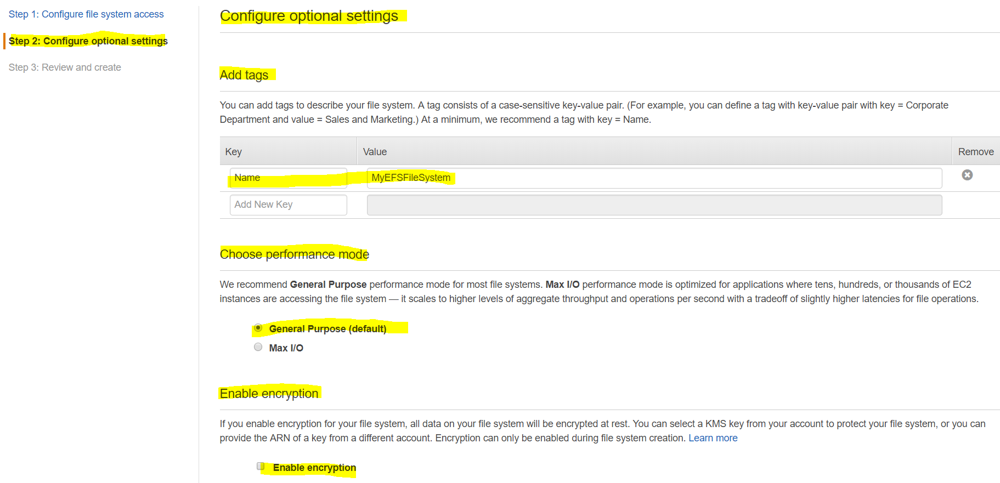 Step 1: Configure file system access
Step 2: Configure optional settings
Step 3: Review and create
Configure optional settings
Add tags
You can add tags to describe your file system. A tag consists of a case-sensitive key-value pair. (For example, you can define a tag with key-value pair with key = Corporate
Department and value = Sales and Marketing.) At a minimum, we recommend a tag with key = Name.
Key Value Remove
Name MyEFSFileSystem
Add New Key
Choose performance mode
We recommend General Purpose performance mode for most file systems. Max I/O performance mode is optimized for applications where tens, hundreds, or thousands of EC2
instances are accessing the file system — it scales to higher levels of aggregate throughput and operations per second with a tradeoff of slightly higher latencies for file operations.
General Purpose (default)
Max I/O
Enable encryption
If you enable encryption for your file system, all data on your file system will be encrypted at rest. You can select a KMS key from your account to protect your file system, or you can
provide the ARN of a key from a different account. Encryption can only be enabled during file system creation. Learn more
Enable encryption